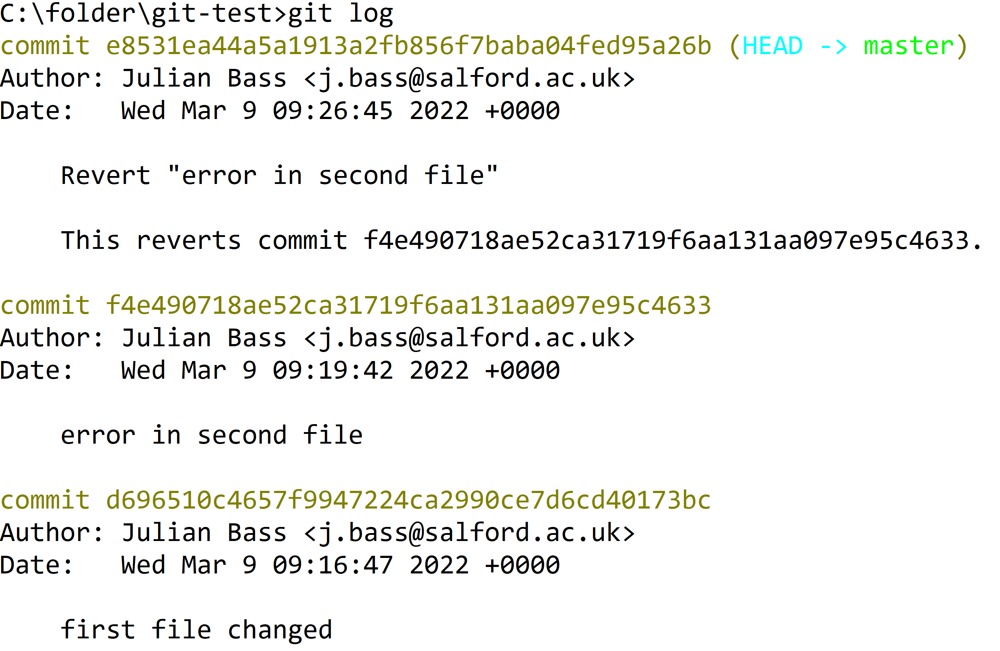 C:\folder\git-test>git log
commit e8531ea44a5a1913a2fb856f7baba04fed95a26b (HEAD -> master)
Author: Julian Bass <j.bass@salford.ac.uk>
Date:   Wed Mar 9 09:26:45 2022 +0000
    Revert "error in second file"
    This reverts commit f4e490718ae52ca31719f6aa131aa097e95c4633.
commit f4e490718ae52ca31719f6aa131aa097e95c4633
Author: Julian Bass <j.bass@salford.ac.uk>
Date:   Wed Mar 9 09:19:42 2022 +0000
    error in second file
commit d696510c4657f9947224ca2990ce7d6cd40173bc
Author: Julian Bass <j.bass@salford.ac.uk>
Date:   Wed Mar 9 09:16:47 2022 +0000
    first file changed